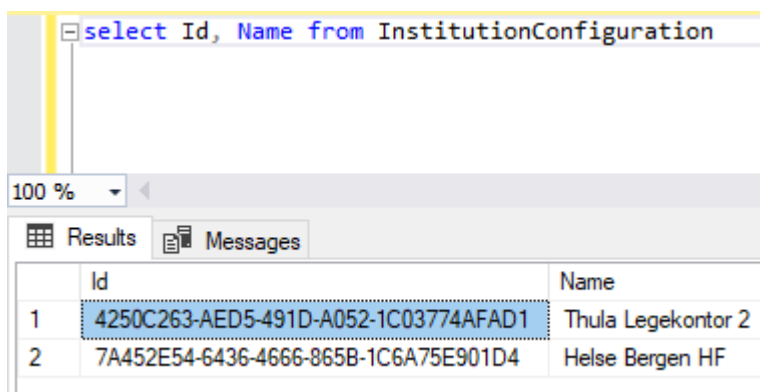 select Id, Name from InstitutionConfiguration
100 %
Results Messages
Id Name
1 4250C263-AED5-491D-A052-1C03774AFAD1 Thula Legekontor 2
2 7A452E54-6436-4666-865B-1C6A75E901D4 Helse Bergen HF